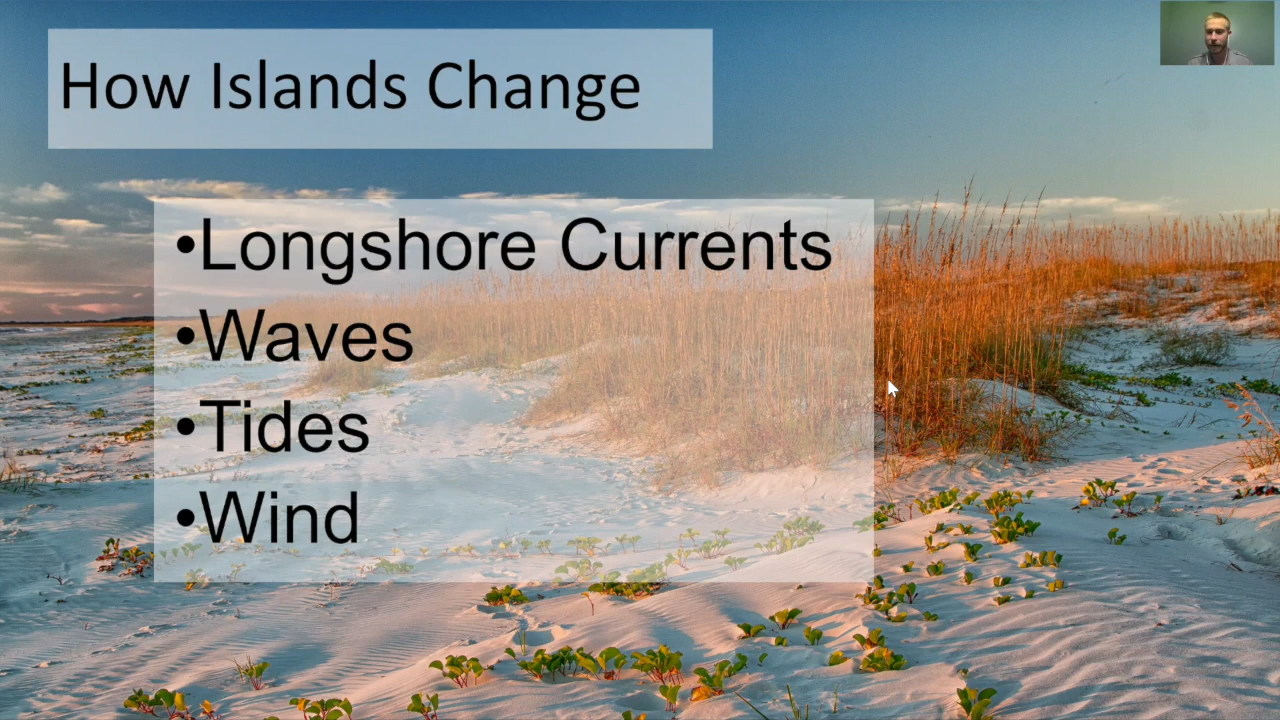 How Islands Change
•Longshore Currents
•Waves
•Tides
•Wind